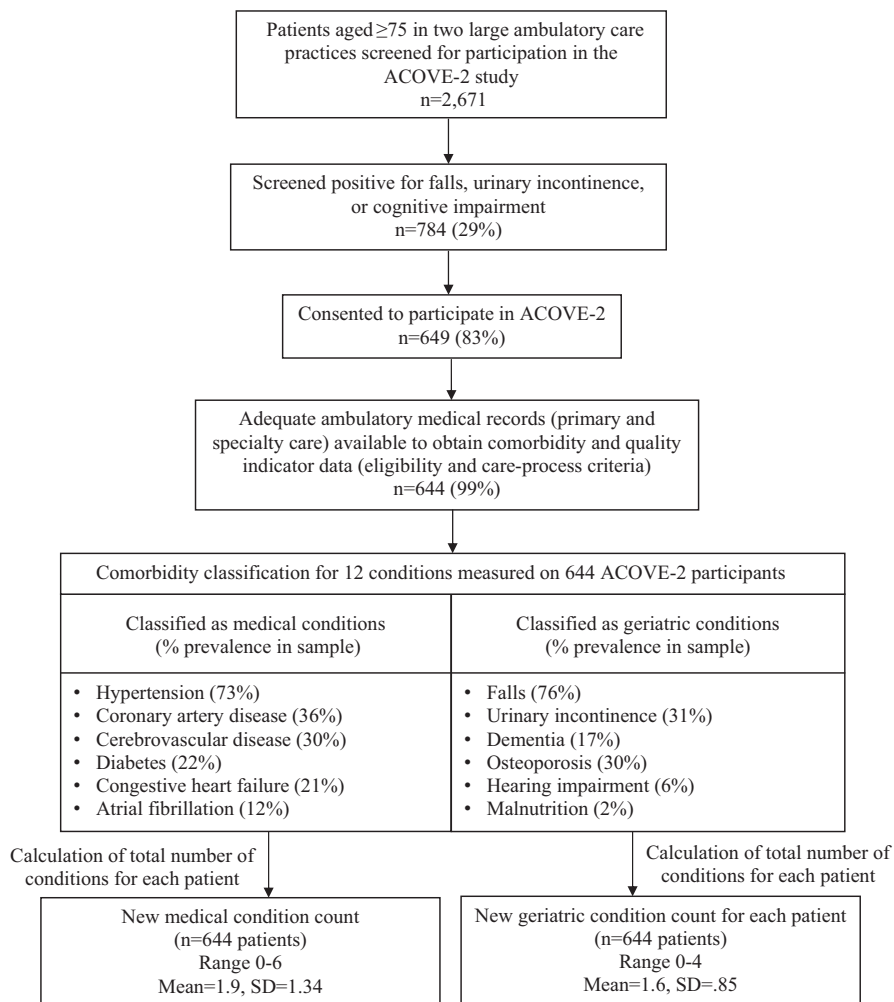 Patients aged ≥75 in two large ambulatory care
practices screened for participation in the
ACOVE-2 study
n=2,671
Screened positive for falls, urinary incontinence,
or cognitive impairment
n=784 (29%)
Consented to participate in ACOVE-2
n=649 (83%)
Adequate ambulatory medical records (primary and
specialty care) available to obtain comorbidity and quality
indicator data (eligibility and care-process criteria)
n=644 (99%)
Comorbidity classification for 12 conditions measured on 644 ACOVE-2 participants
Classified as medical conditions
(% prevalence in sample)
• Hypertension (73%)
• Coronary artery disease (36%)
• Cerebrovascular disease (30%)
• Diabetes (22%)
• Congestive heart failure (21%)
• Atrial fibrillation (12%)
Classified as geriatric conditions
(% prevalence in sample)
• Falls (76%)
• Urinary incontinence (31%)
• Dementia (17%)
• Osteoporosis (30%)
• Hearing impairment (6%)
• Malnutrition (2%)
Calculation of total number of
conditions for each patient
Calculation of total number of
conditions for each patient
New medical condition count
(n=644 patients)
Range 0-6
Mean=1.9, SD=1.34
New geriatric condition count for each patient
(n=644 patients)
Range 0-4
Mean=1.6, SD=.85